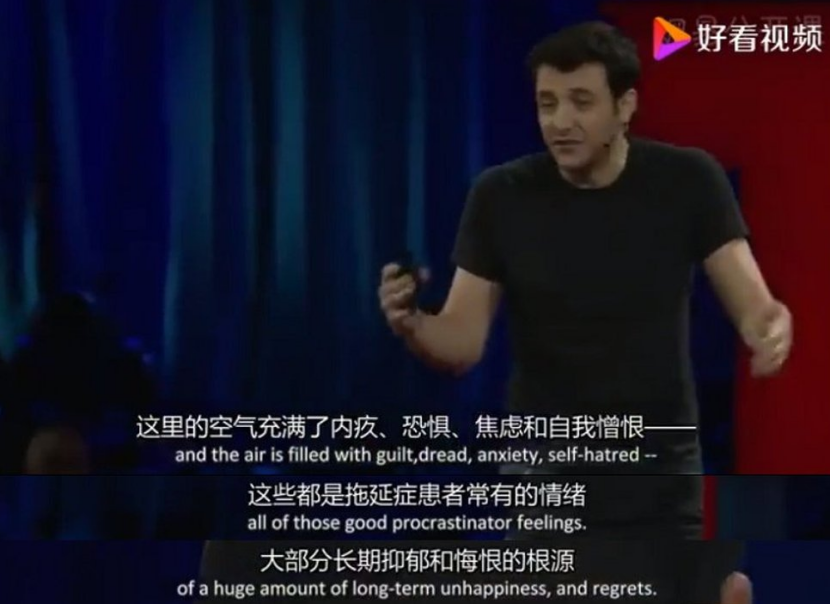 好看视频
这里的空气充满了内疚、恐惧、焦虑和自我憎恨——
and the air is filled with guilt,dread, anxiety, self-hatred --
这些都是拖延症患者常有的情绪
all of those good procrastinator feelings.
大部分长期抑郁和悔恨的根源
of a huge amount of long-term unhappiness, and regrets.